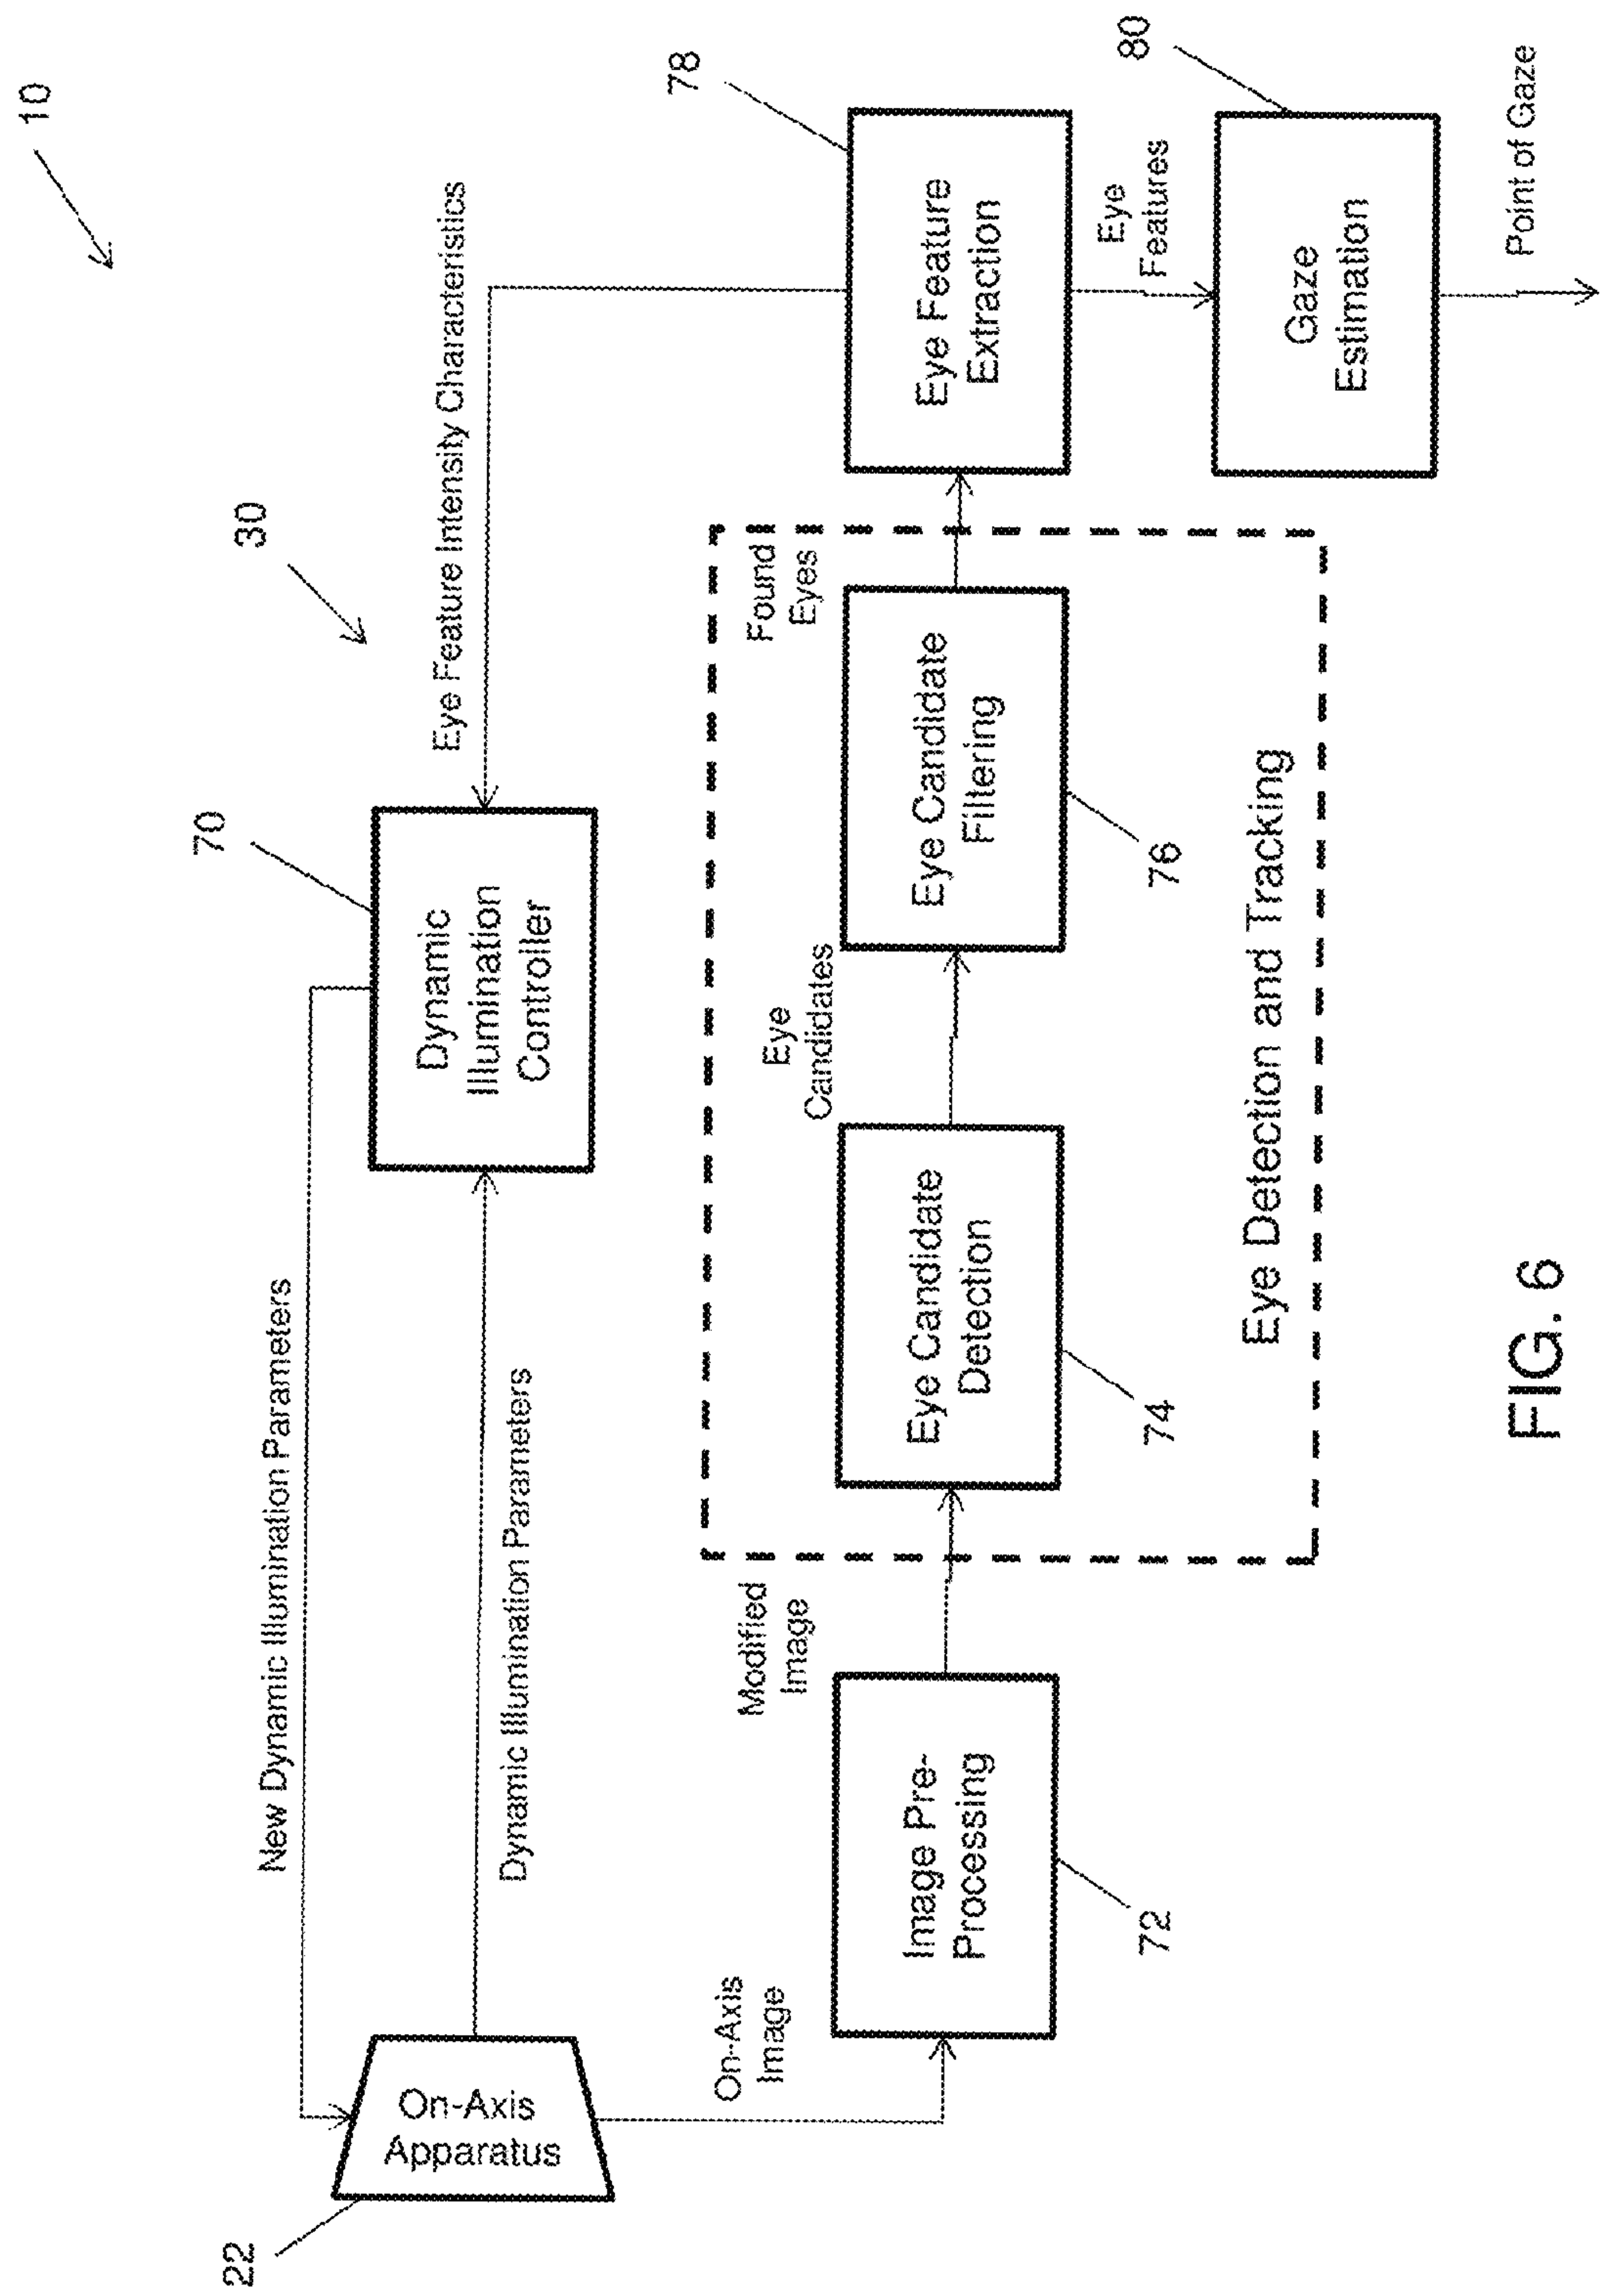 10
30
70
New Dynamic Illumination Parameters
Eye Feature Intensity Characteristics
Dynamic
Illumination
Controller
Dynamic Illumination Parameters
22
On-Axis
Apparatus
On-Axis
Image
Image Pre-
Processing
72
Modified
Image
Eye Candidate
Detection
74
Eye
Candidates
Eye Candidate
Filtering
76
Found
Eyes
Eye Detection and Tracking
78
Eye Feature
Extraction
Eye
Features
80
Gaze
Estimation
Point of Gaze
FIG. 6